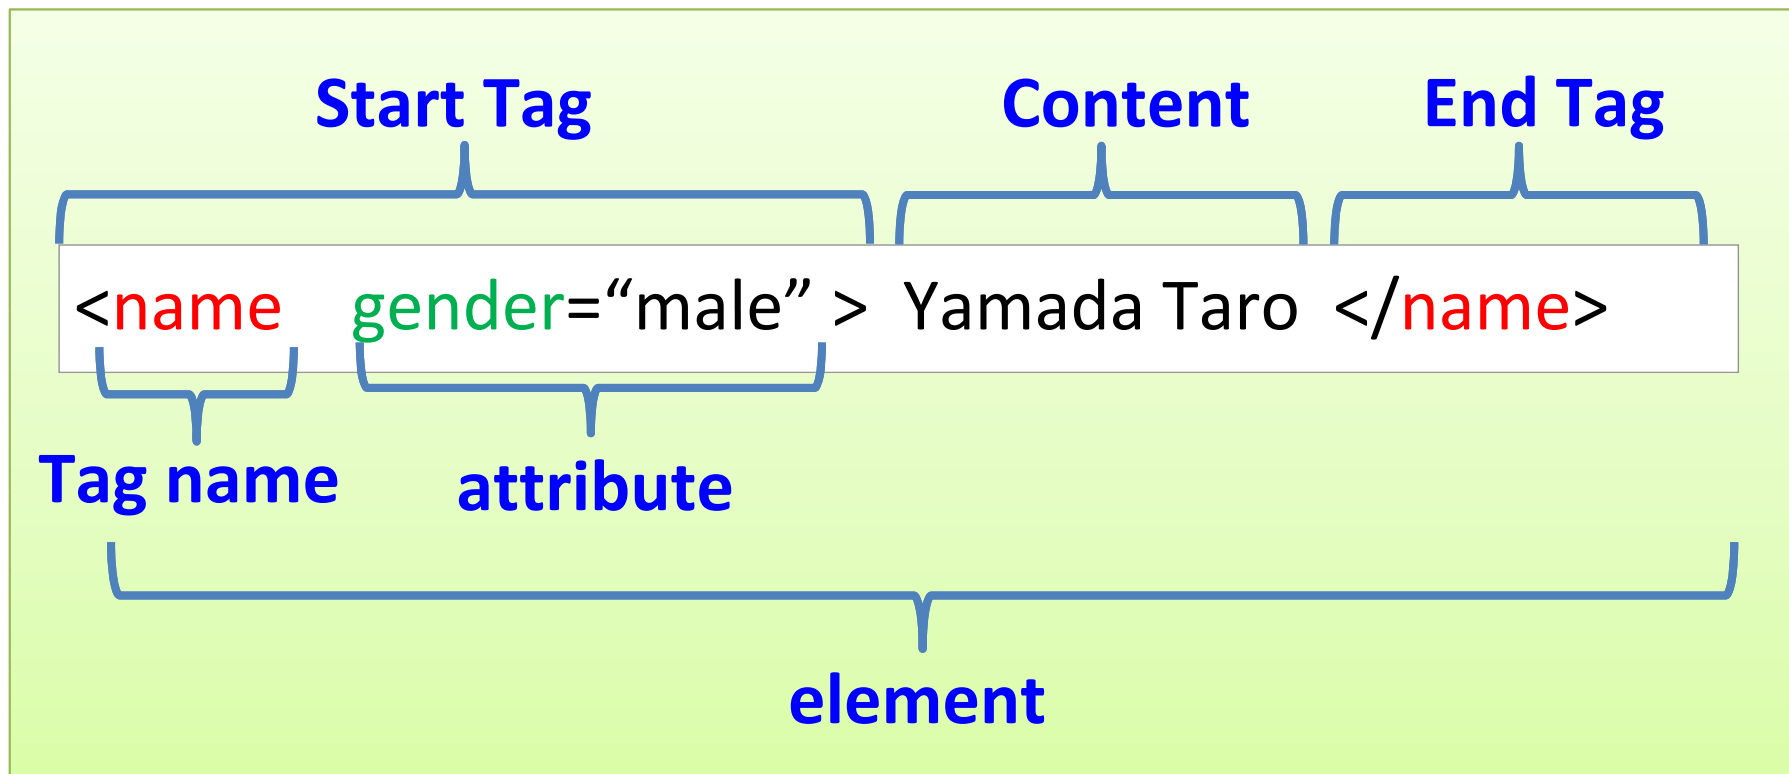 Start Tag Content End Tag
<name gender=“male” > Yamada Taro </name>
Tag name attribute
element